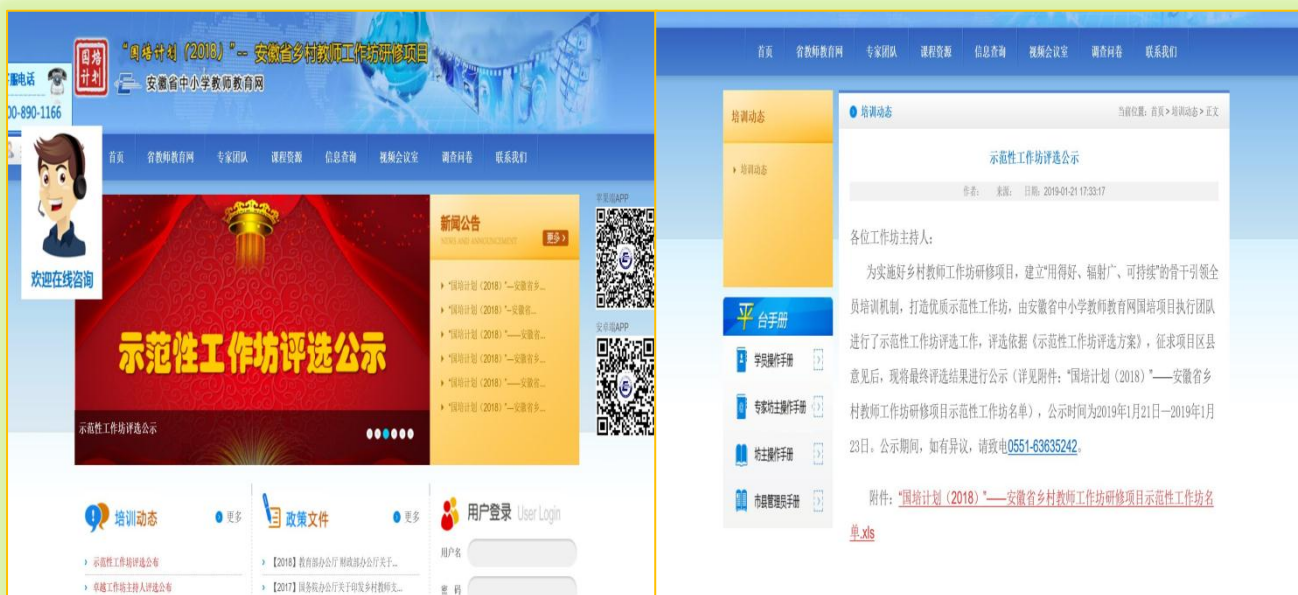 国培计划
“国培计划（2018）”-- 安徽省乡村教师工作坊研修项目
安徽省中小学教师教育网
服电话
00-890-1166
欢迎在线咨询
首页 省教师教育网 专家团队 课程资源 信息查询 视频会议室 调查问卷 联系我们
示范性工作坊评选公示
示范性工作坊评选公示
新闻公告
NEWS AND ANNOUNCEMENT
更多
“国培计划（2018）”—安徽省乡...
“国培计划（2018）”-安徽省...
“国培计划（2018）”——安徽省...
“国培计划（2018）”—安徽省乡...
“国培计划（2018）”——安徽省...
“国培计划（2018）”—安徽省乡...
苹果端APP
安卓端APP
培训动态
更多
示范性工作坊评选公布
卓越工作坊主持人评选公布
政策文件
更多
【2018】教育部办公厅 财政部办公厅关于...
【2017】国务院办公厅关于印发乡村教师支...
用户登录 User Login
用户名
密 码
首页 省教师教育网 专家团队 课程资源 信息查询 视频会议室 调查问卷 联系我们
培训动态
培训动态
平台手册
学员操作手册
专家坊主操作手册
坊主操作手册
市县管理员手册
培训动态
当前位置：首页 > 培训动态 > 正文
示范性工作坊评选公示
作者： 来源： 日期：2019-01-21 17:33:17
各位工作坊主持人：
为实施好乡村教师工作坊研修项目，建立“用得好、辐射广、可持续”的骨干引领全
员培训机制，打造优质示范性工作坊，由安徽省中小学教师教育网国培项目执行团队
进行了示范性工作坊评选工作，评选依据《示范性工作坊评选方案》，征求项目区县
意见后，现将最终评选结果进行公示（详见附件：“国培计划（2018）”——安徽省乡
村教师工作坊研修项目示范性工作坊名单），公示时间为2019年1月21日—2019年1月
23日。公示期间，如有异议，请致电0551-63635242。
附件：“国培计划（2018）”——安徽省乡村教师工作坊研修项目示范性工作坊名
单.xls